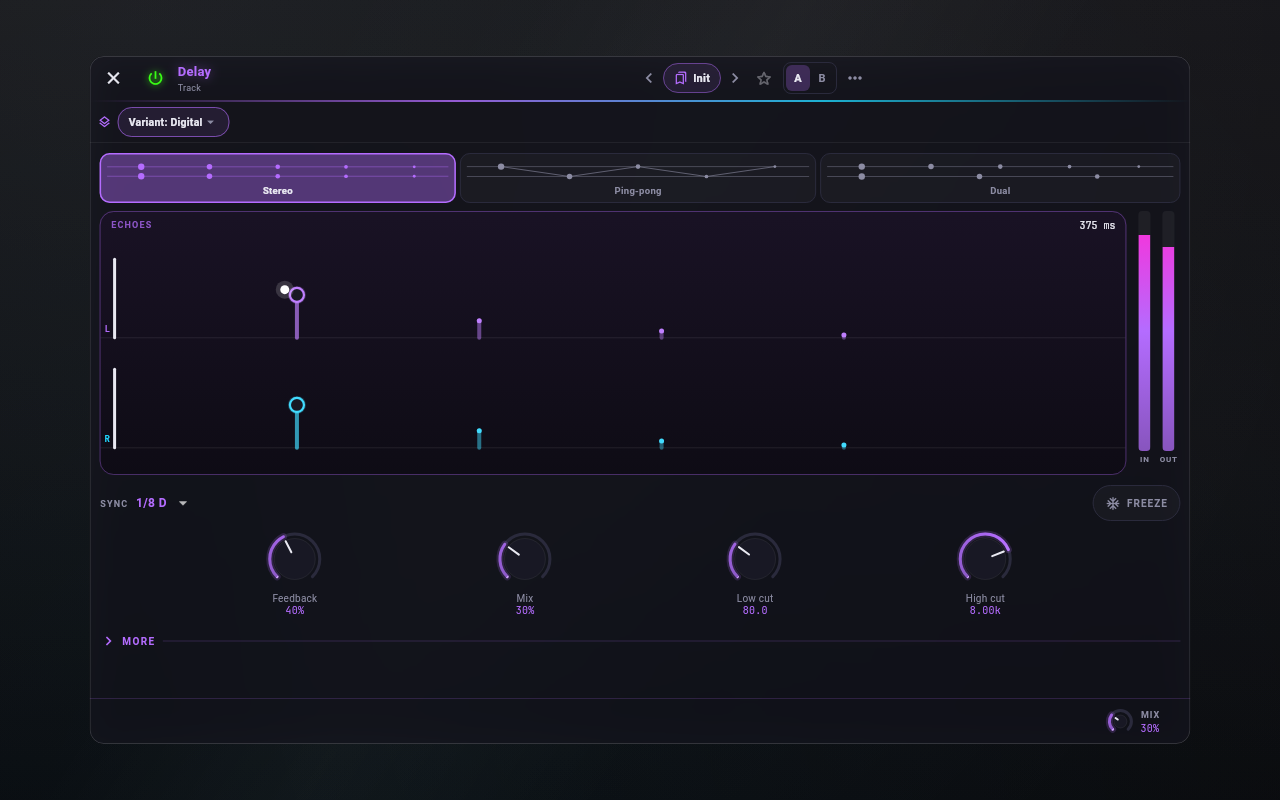 Delay
Track
Init
A
B
Variant: Digital
Stereo
Ping-pong
Dual
ECHOES
375 ms
L
R
IN
OUT
SYNC
1/8 D
FREEZE
Feedback
40%
Mix
30%
Low cut
80.0
High cut
8.00k
MORE
MIX
30%